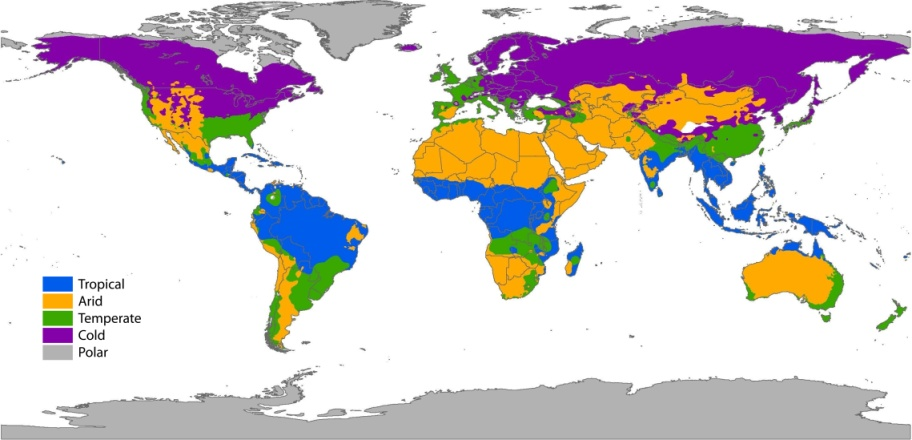 Tropical
Arid
Temperate
Cold
Polar